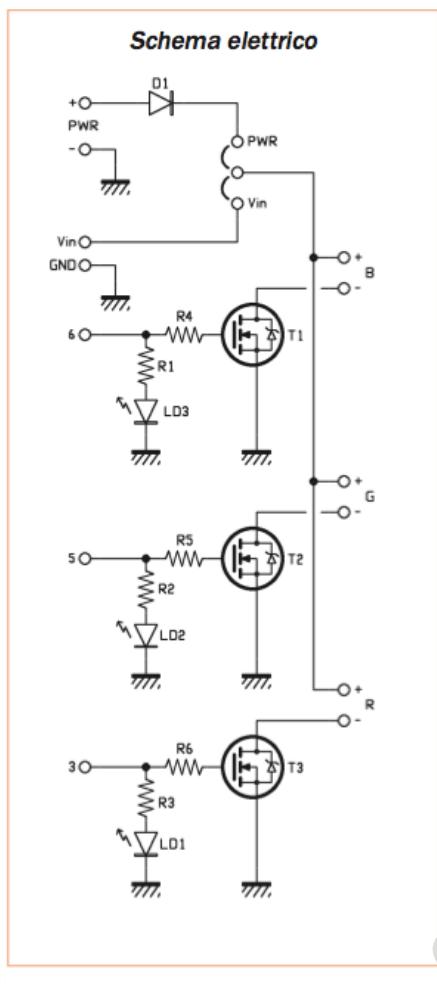 Schema elettrico
D1
+
PWR
PWR
-
Vin
Vin
GND
+
B
-
R4
6
T1
R1
LD3
+
G
-
R5
5
T2
R2
LD2
+
R
-
R6
3
T3
R3
LD1